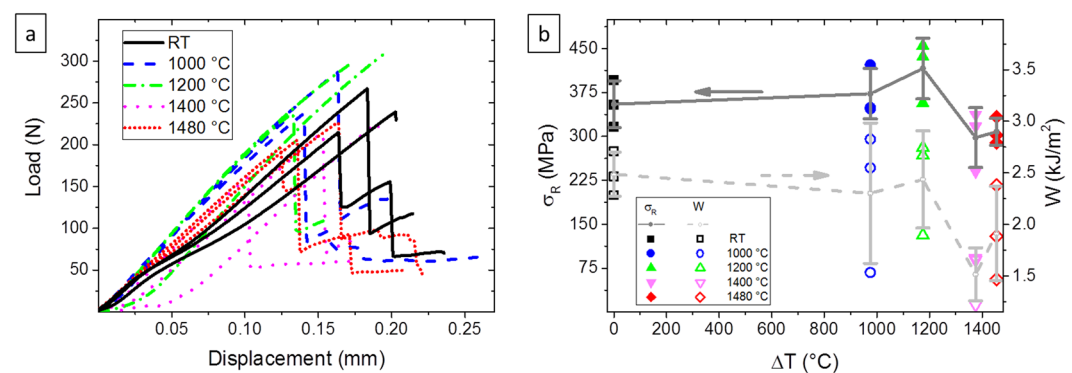 a
RT
1000 °C
1200 °C
1400 °C
1480 °C
300
250
200
150
100
50
0.05
0.10
0.15
0.20
0.25
Load (N)
Displacement (mm)
b
450
375
300
225
150
75
σR (MPa)
3.5
3.0
2.5
2.0
1.5
W (kJ/m²)
σR W
RT
1000 °C
1200 °C
1400 °C
1480 °C
0 200 400 600 800 1000 1200 1400
ΔT (°C)